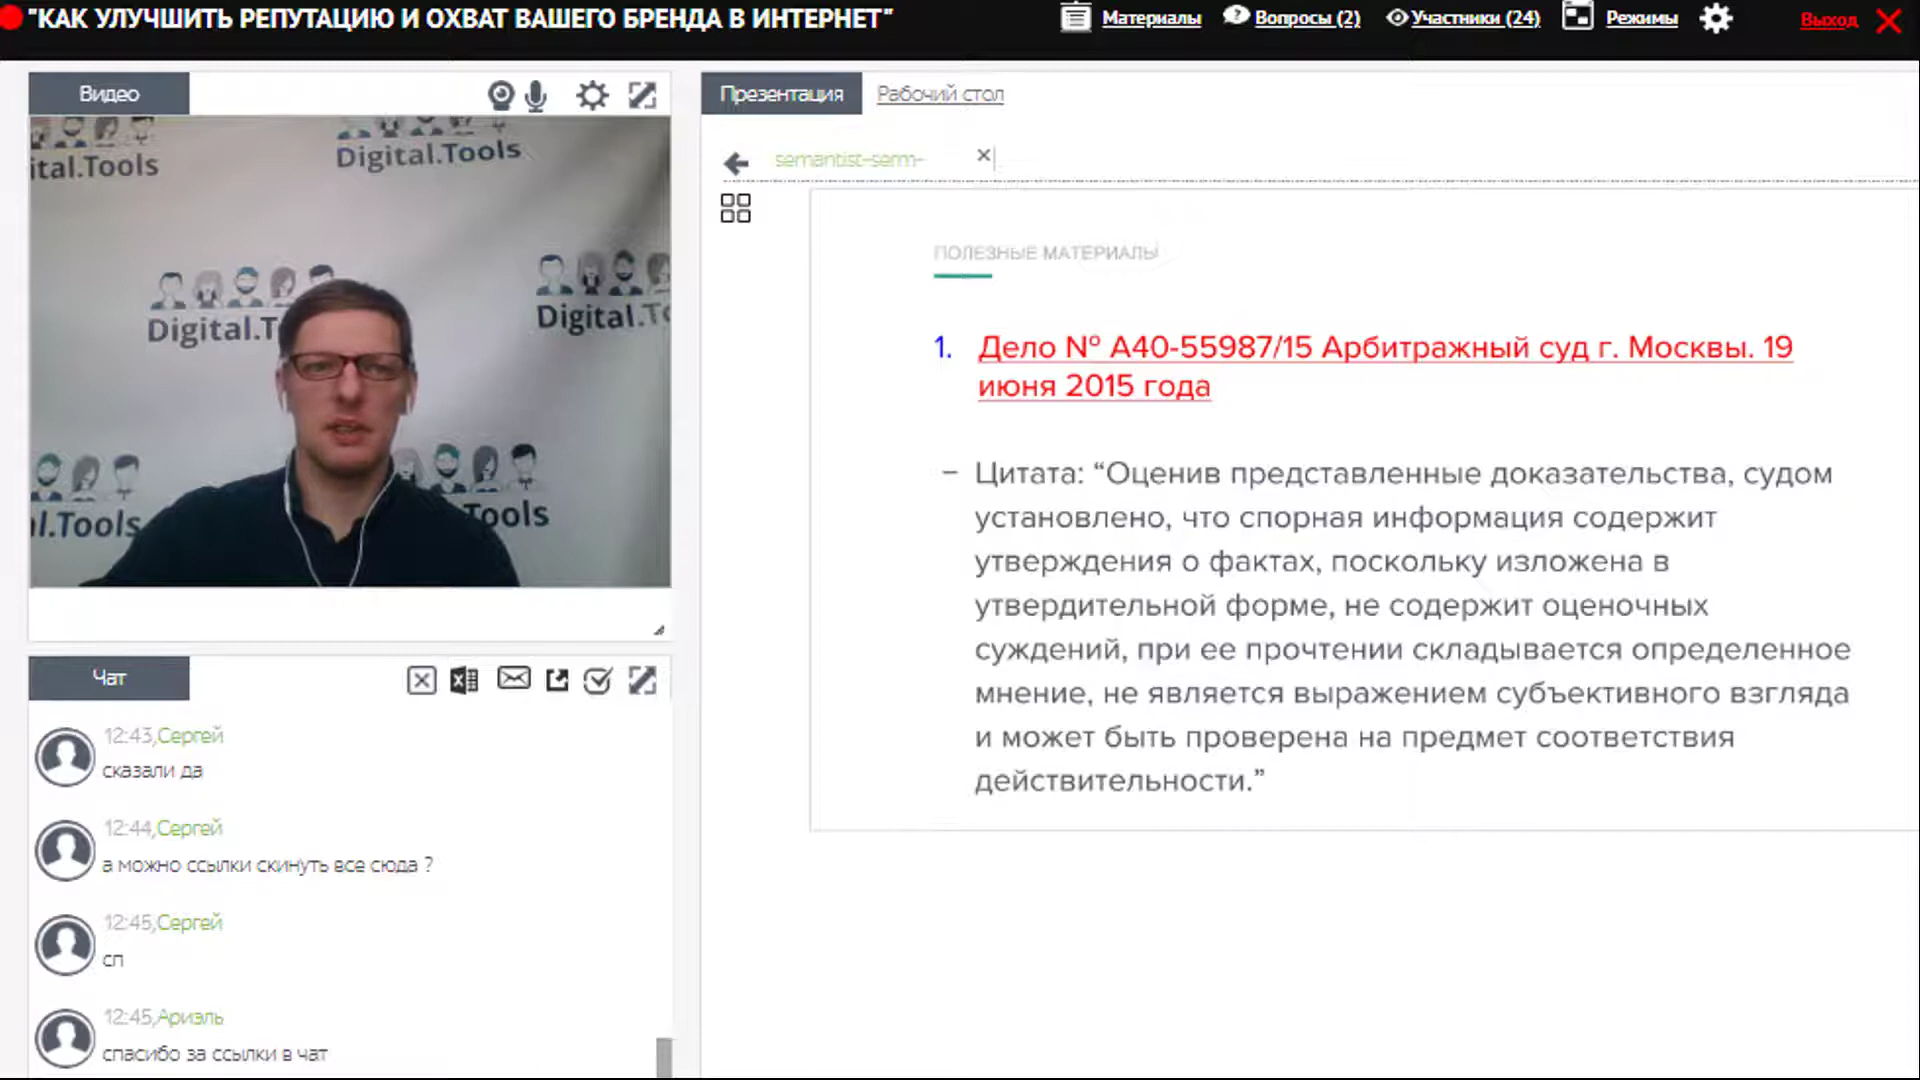 "КАК УЛУЧШИТЬ РЕПУТАЦИЮ И ОХВАТ ВАШЕГО БРЕНДА В ИНТЕРНЕТ"
Материалы
Вопросы (2)
Участники (24)
Режимы
Выход
Видео
ital.Tools
Digital.Tools
Digital.T
Digital.To
l.Tools
Tools
Чат
12:43,Сергей
сказали да
12:44,Сергей
а можно ссылки скинуть все сюда ?
12:45,Сергей
сп
12:45,Ариэль
спасибо за ссылки в чат
Презентация
Рабочий стол
semantist-serm-
ПОЛЕЗНЫЕ МАТЕРИАЛЫ
1. Дело № А40-55987/15 Арбитражный суд г. Москвы. 19
июня 2015 года
– Цитата: “Оценив представленные доказательства, судом
установлено, что спорная информация содержит
утверждения о фактах, поскольку изложена в
утвердительной форме, не содержит оценочных
суждений, при ее прочтении складывается определенное
мнение, не является выражением субъективного взгляда
и может быть проверена на предмет соответствия
действительности.”